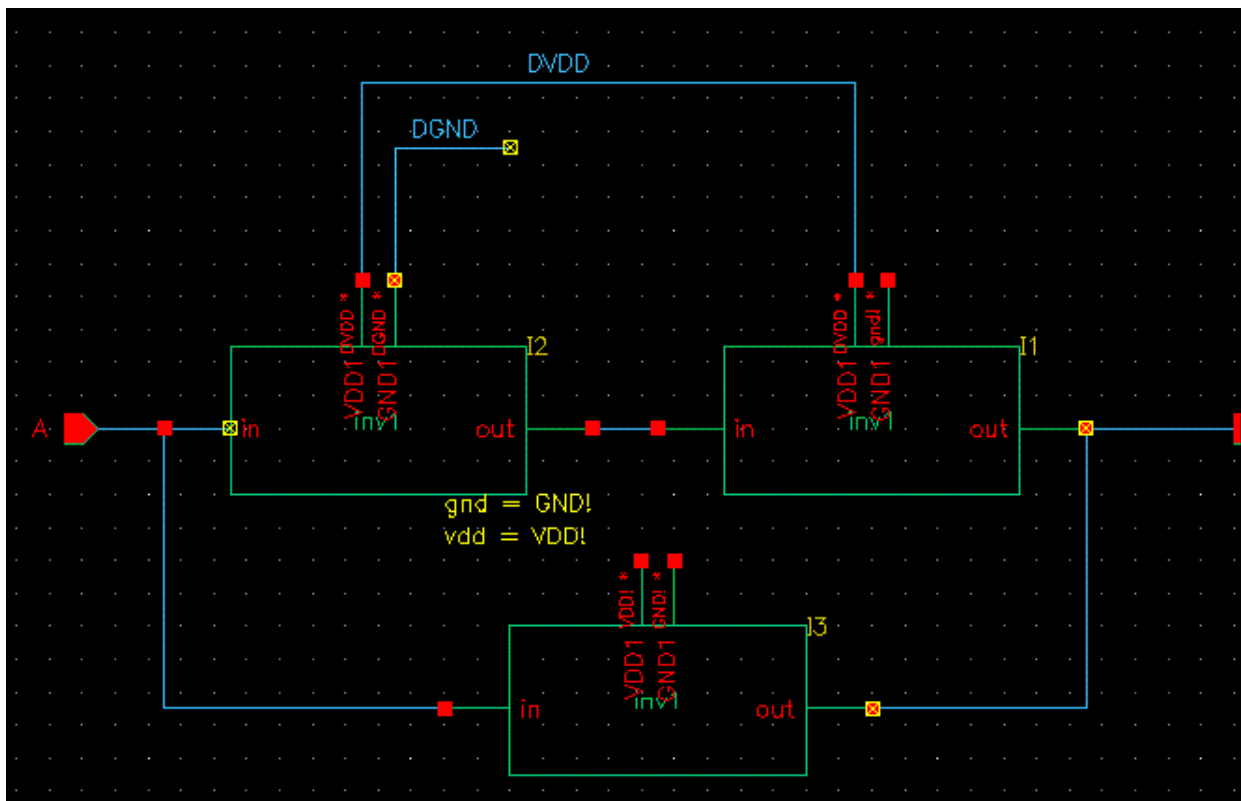 DVDD
DGND
DVDD *
DGND *
DVDD *
gnd! *
I2
I1
VDD1
GND1
VDD1
GND1
inv1
inv1
A
in
out
in
out
gnd = GND!
vdd = VDD!
VDD! *
GND! *
I3
VDD1
GND1
inv1
in
out